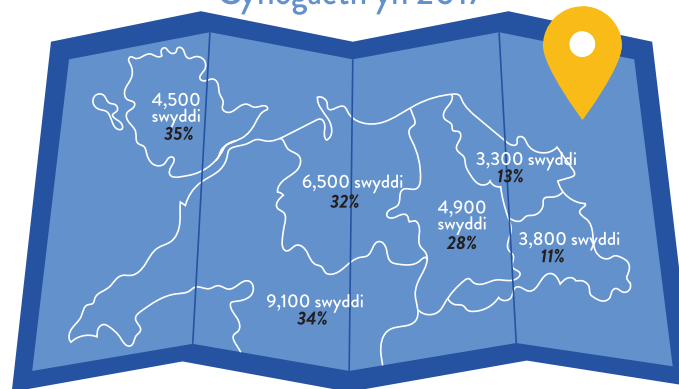 4,500
swyddi
35%
6,500 swyddi
32%
3,300 swyddi
13%
4,900
swyddi
28%
3,800 swyddi
11%
9,100 swyddi
34%